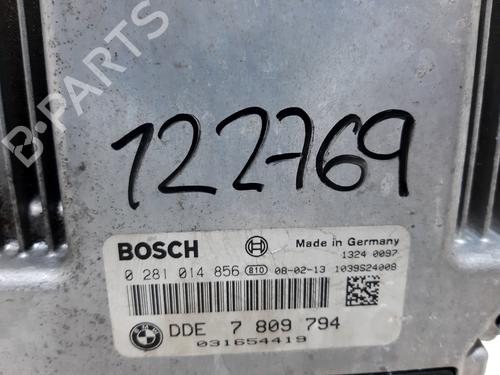 B-PARTS
122769
BOSCH Made in Germany
1324 0097
0 281 014 856 810 08-02-13 1039S24008
BMW DDE 7 809 794
031654419